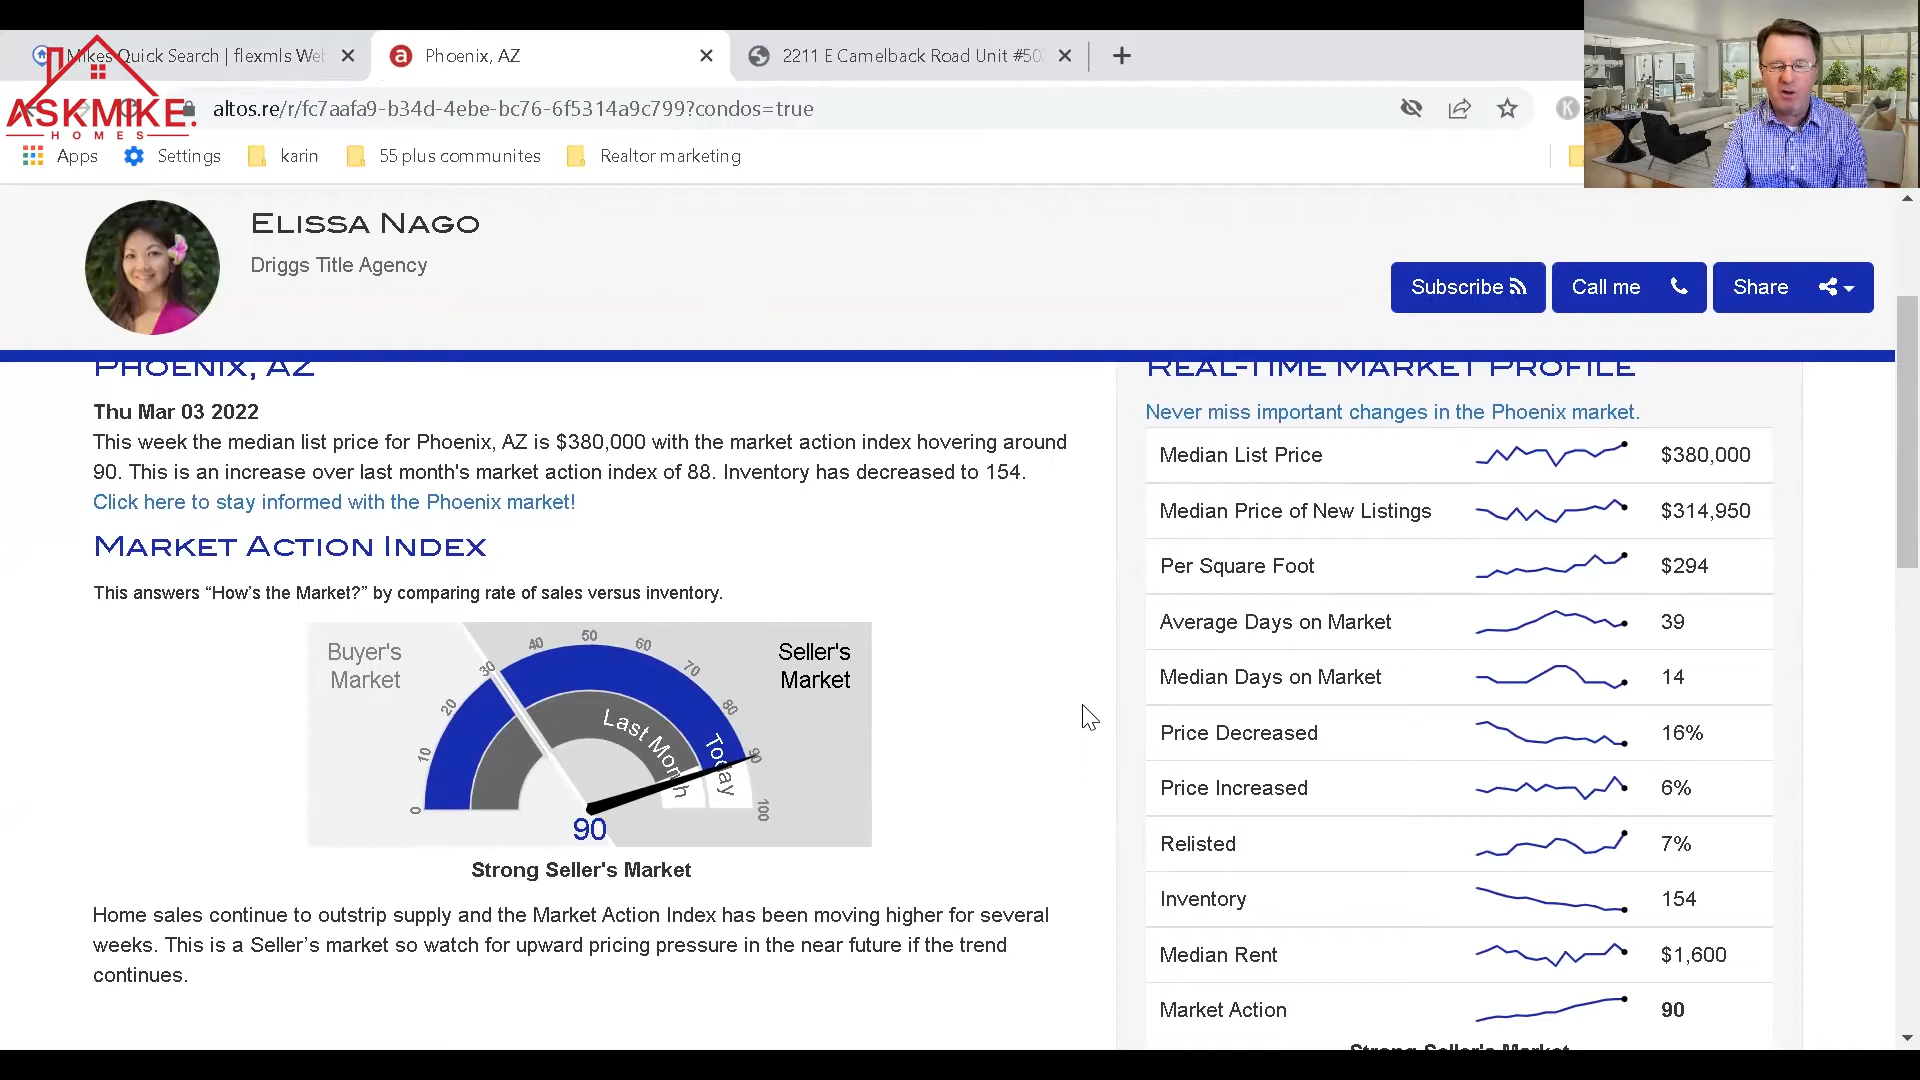 Mikes Quick Search | flexmls We
Phoenix, AZ
2211 E Camelback Road Unit #50
ASKMIKE.
HOMES
altos.re/r/fc7aafa9-b34d-4ebe-bc76-6f5314a9c799?condos=true
K
Apps
Settings
karin
55 plus communites
Realtor marketing
ELISSA NAGO
Driggs Title Agency
Subscribe
Call me
Share
PHOENIX, AZ
Thu Mar 03 2022
This week the median list price for Phoenix, AZ is $380,000 with the market action index hovering around
90. This is an increase over last month's market action index of 88. Inventory has decreased to 154.
Click here to stay informed with the Phoenix market!
MARKET ACTION INDEX
This answers “How’s the Market?” by comparing rate of sales versus inventory.
Buyer's
Market
Seller's
Market
0
10
20
30
40
50
60
70
80
90
100
Last Month
Today
90
Strong Seller's Market
Home sales continue to outstrip supply and the Market Action Index has been moving higher for several
weeks. This is a Seller’s market so watch for upward pricing pressure in the near future if the trend
continues.
REAL-TIME MARKET PROFILE
Never miss important changes in the Phoenix market.
Median List Price $380,000
Median Price of New Listings $314,950
Per Square Foot $294
Average Days on Market 39
Median Days on Market 14
Price Decreased 16%
Price Increased 6%
Relisted 7%
Inventory 154
Median Rent $1,600
Market Action 90
Strong Seller's Market